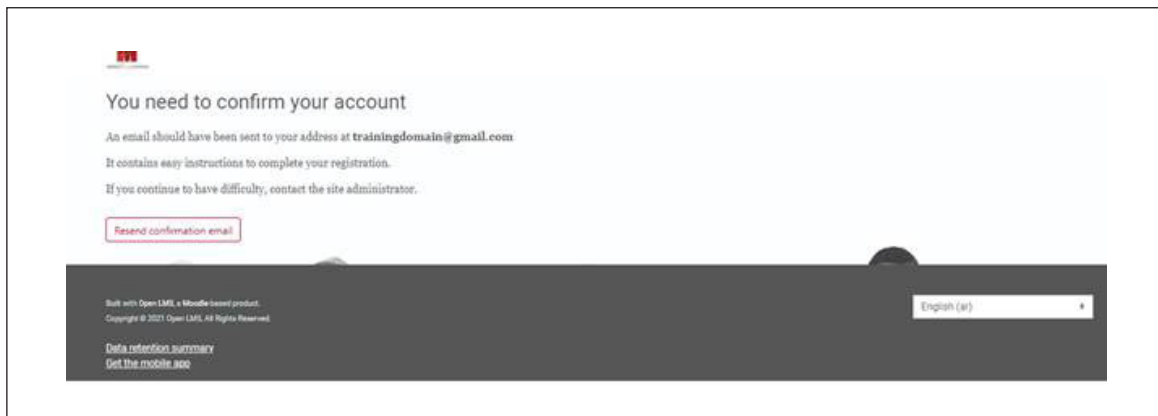 You need to confirm your account
An email should have been sent to your address at trainingdomain@gmail.com
It contains easy instructions to complete your registration.
If you continue to have difficulty, contact the site administrator.
Resend confirmation email
Built with Open LMS, a Moodle-based product.
Copyright © 2021 Open LMS, All Rights Reserved.
English (ar)
Data retention summary
Get the mobile app